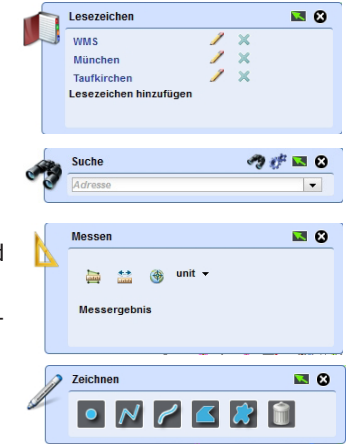 Lesezeichen
WMS
München
Taufkirchen
Lesezeichen hinzufügen
Suche
Adresse
d
Messen
unit
-
Messergebnis
Zeichnen